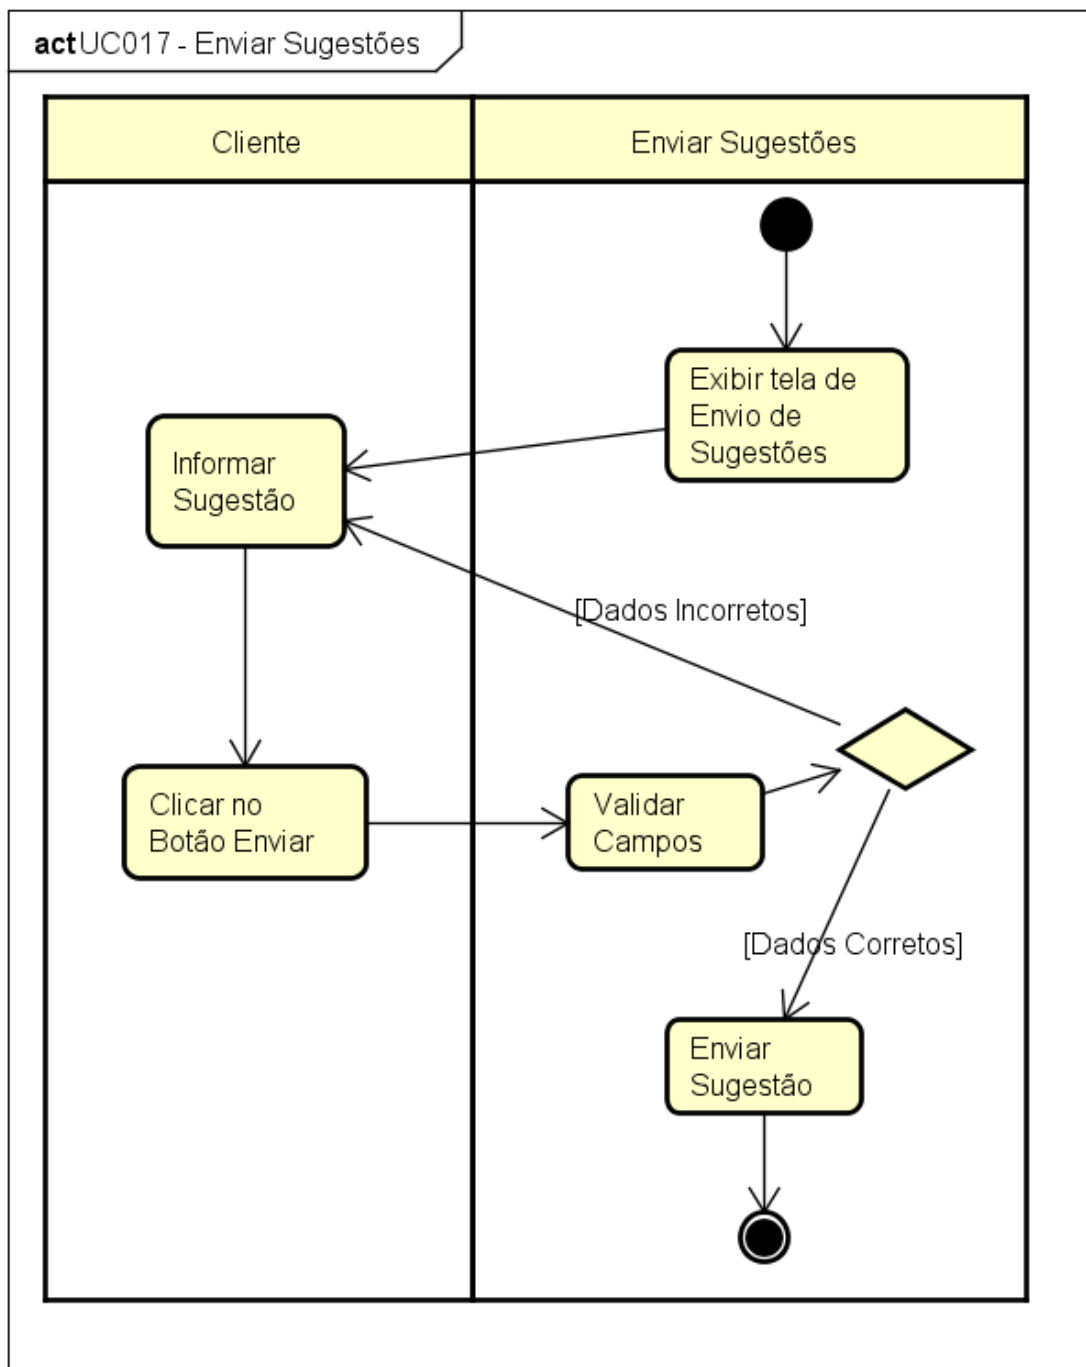 act UC017 - Enviar Sugestões
Cliente
Enviar Sugestões
Exibir tela de
Envio de
Sugestões
Informar
Sugestão
[Dados Incorretos]
Clicar no
Botão Enviar
Validar
Campos
[Dados Corretos]
Enviar
Sugestão